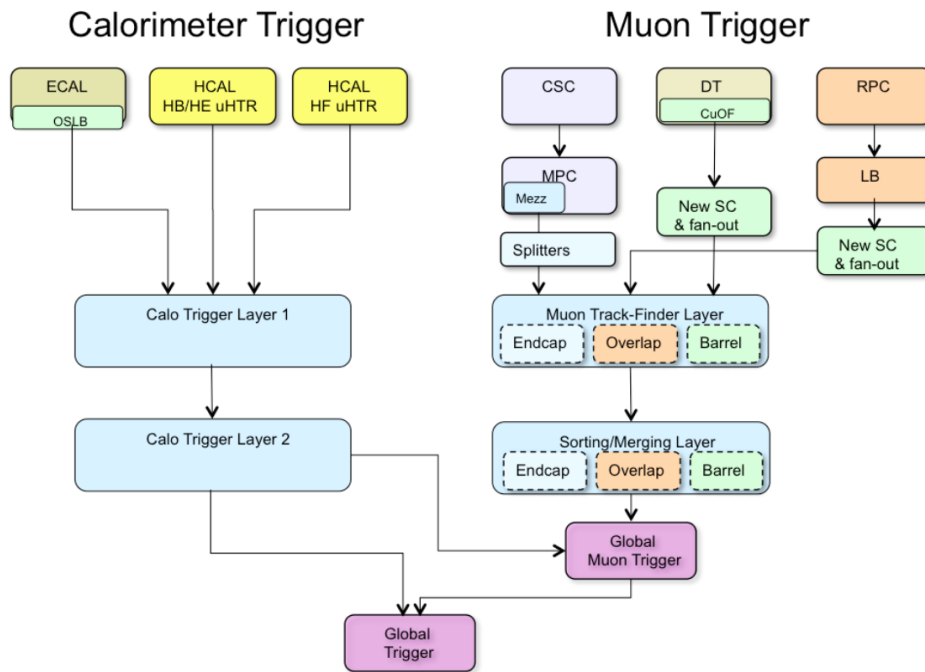 Calorimeter Trigger
Muon Trigger
ECAL
OSLB
HCAL
HB/HE uHTR
HCAL
HF uHTR
CSC
DT
CuOF
RPC
MPC
Mezz
LB
New SC
& fan-out
Splitters
New SC
& fan-out
Calo Trigger Layer 1
Muon Track-Finder Layer
Endcap
Overlap
Barrel
Calo Trigger Layer 2
Sorting/Merging Layer
Endcap
Overlap
Barrel
Global
Muon Trigger
Global
Trigger